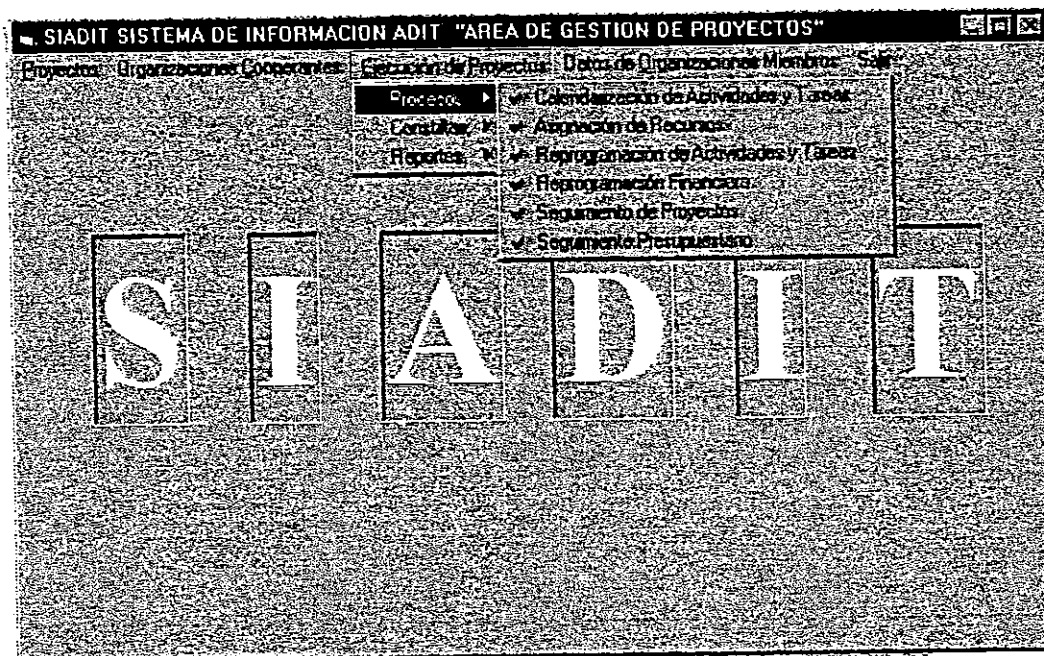 SIADIT SISTEMA DE INFORMACION ADIT "AREA DE GESTION DE PROYECTOS"
Proyectos Organizaciones Cooperantes Ejecución de Proyectos Datos de Organizaciones Miembros Salir
Procesos
Consultas
Reportes
Calendarización de Actividades y Tareas
Asignación de Recursos
Reprogramación de Actividades y Tareas
Reprogramación Financiera
Seguimiento de Proyectos
Seguimiento Presupuestario
S I A D I T